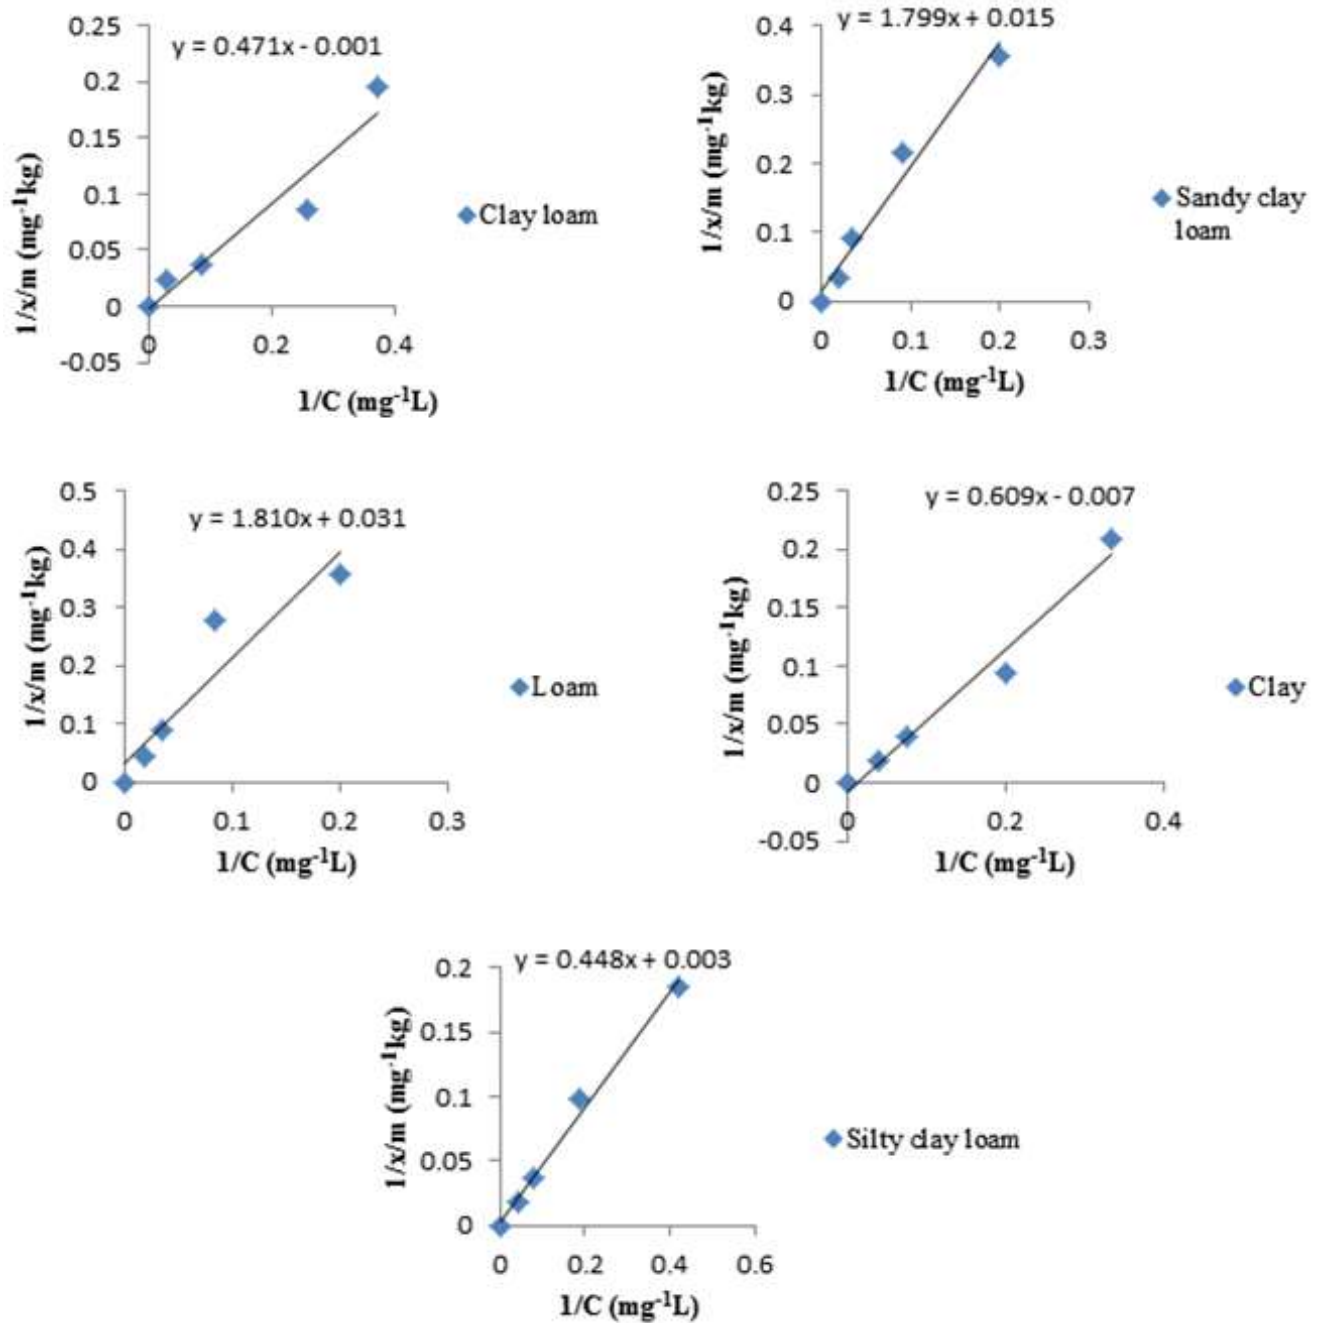 y = 0.471x - 0.001
0.25
0.2
0.15
0.1
0.05
0
-0.05
0
0.2
0.4
1/x/m (mg⁻¹kg)
1/C (mg⁻¹L)
Clay loam
y = 1.799x + 0.015
0.4
0.3
0.2
0.1
0
0
0.1
0.2
0.3
1/x/m (mg⁻¹kg)
1/C (mg⁻¹L)
Sandy clay
loam
y = 1.810x + 0.031
0.5
0.4
0.3
0.2
0.1
0
0
0.1
0.2
0.3
1/x/m (mg⁻¹kg)
1/C (mg⁻¹L)
Loam
y = 0.609x - 0.007
0.25
0.2
0.15
0.1
0.05
0
-0.05
0
0.2
0.4
1/x/m (mg⁻¹kg)
1/C (mg⁻¹L)
Clay
y = 0.448x + 0.003
0.2
0.15
0.1
0.05
0
0
0.2
0.4
0.6
1/x/m (mg⁻¹kg)
1/C (mg⁻¹L)
Silty clay loam